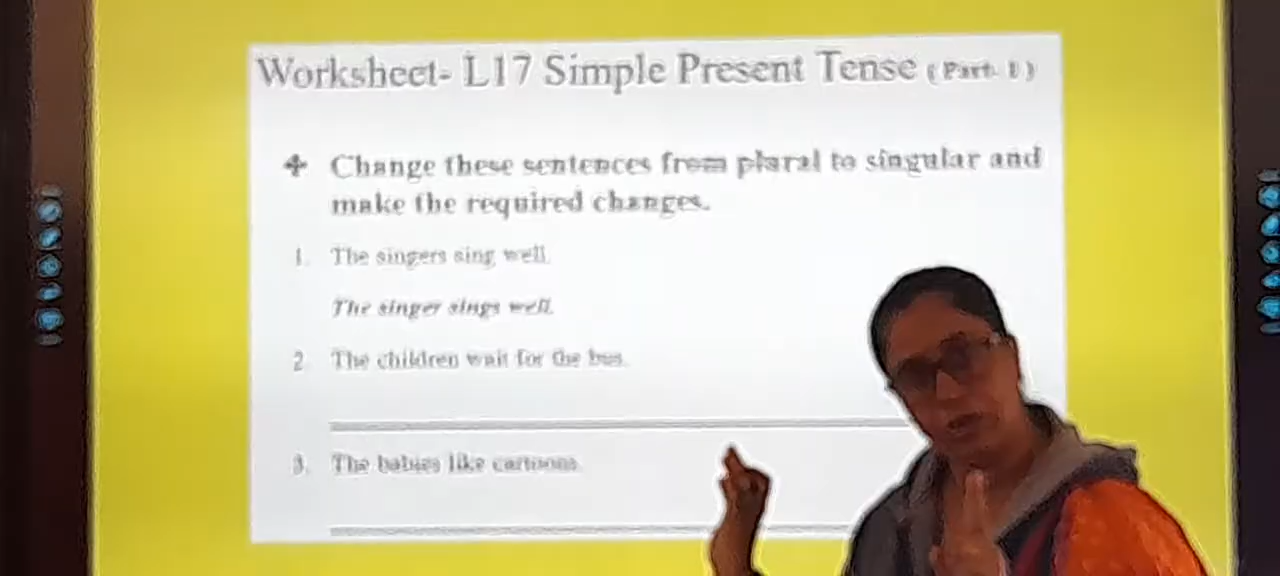 Worksheet- L17 Simple Present Tense ( Part- 1 )
✤ Change these sentences from plural to singular and
make the required changes.
1. The singers sing well.
The singer sings well.
2 The children wait for the bus.
3. The babies like cartoons.